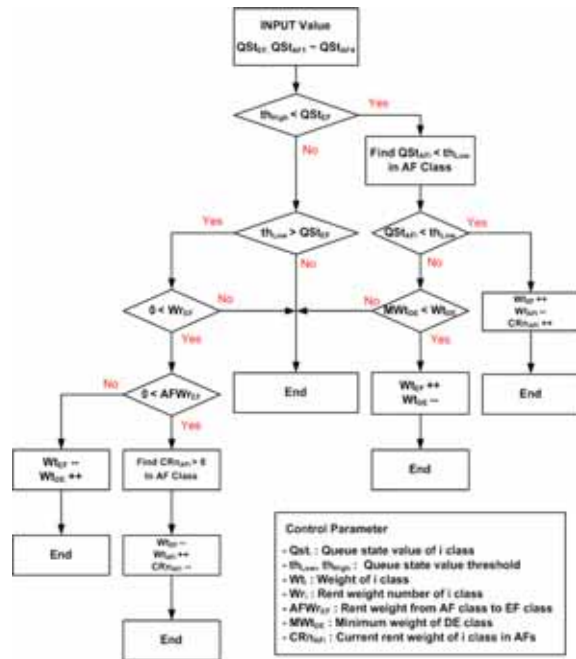 INPUT Value
QSt_EF, QSt_AF1 ~ QSt_AF4
th_High < QSt_EF
Yes
No
Find QSt_AFi < th_Low
in AF Class
Yes
th_Low > QSt_EF
No
QSt_AFi < th_Low
Yes
No
0 < Wr_EF
No
Yes
No
MWt_DE < Wt_DE
Yes
Wt_EF ++
Wt_AFi --
CRn_AFi ++
No
0 < AFWr_EF
Yes
End
Wt_EF ++
Wt_DE --
End
Wt_EF --
Wt_DE ++
Find CRn_AFi > 0
In AF Class
End
End
Wt_EF --
Wt_AFi ++
CRn_AFi --
End
Control Parameter
- Qst_i : Queue state value of i class
- th_Low, th_High : Queue state value threshold
- Wt_i : Weight of i class
- Wr_i : Rent weight number of i class
- AFWr_EF : Rent weight from AF class to EF class
- MWt_DE : Minimum weight of DE class
- CRn_AFi : Current rent weight of i class in AFs